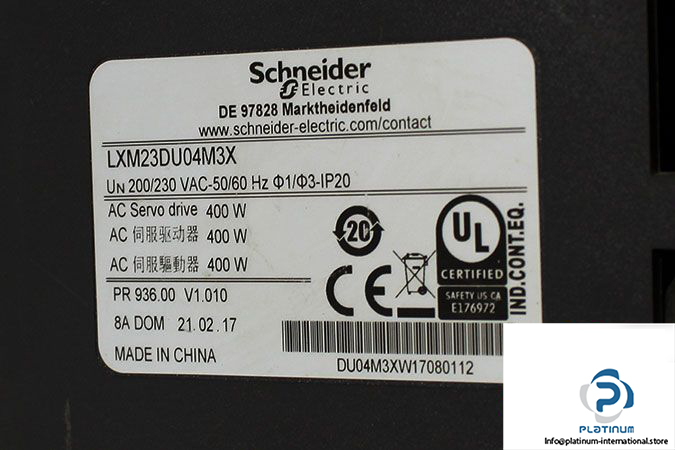 Schneider
Electric
DE 97828 Marktheidenfeld
www.schneider-electric.com/contact
LXM23DU04M3X
UN 200/230 VAC-50/60 Hz Φ1/Φ3-IP20
AC Servo drive 400 W
AC 伺服驱动器 400 W
AC 伺服驅動器 400 W
PR 936.00 V1.010
8A DOM 21.02.17
MADE IN CHINA
20
CE
UL
CERTIFIED
SAFETY US CA
E176972
IND.CONT.EQ.
DU04M3XW17080112
PLATINUM
Info@platinum-international.store